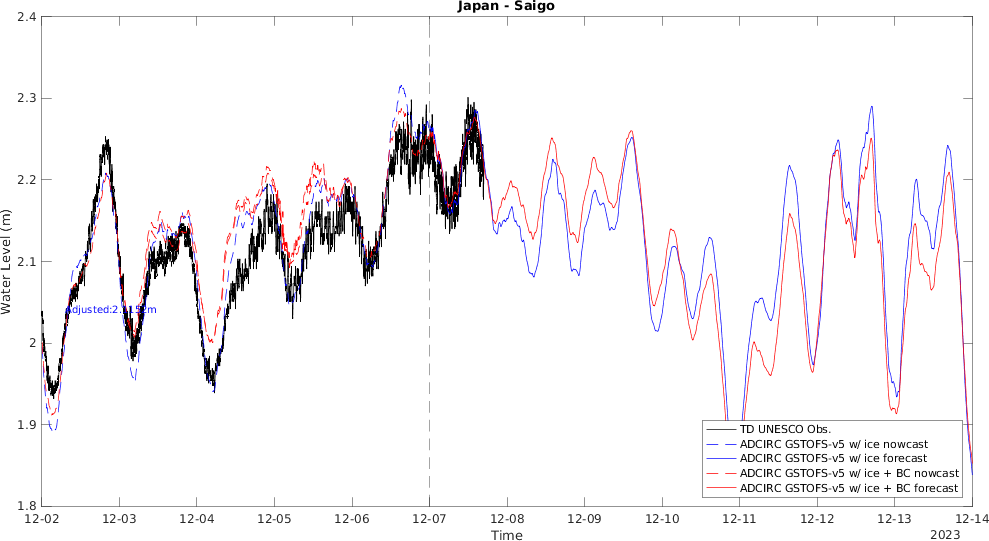 Japan - Saigo
2.4
2.3
2.2
2.1
2
1.9
1.8
Water Level (m)
12-02
12-03
12-04
12-05
12-06
12-07
12-08
12-09
12-10
12-11
12-12
12-13
12-14
Time
2023
TD UNESCO Obs.
ADCIRC GSTOFS-v5 w/ ice nowcast
ADCIRC GSTOFS-v5 w/ ice forecast
ADCIRC GSTOFS-v5 w/ ice + BC nowcast
ADCIRC GSTOFS-v5 w/ ice + BC forecast